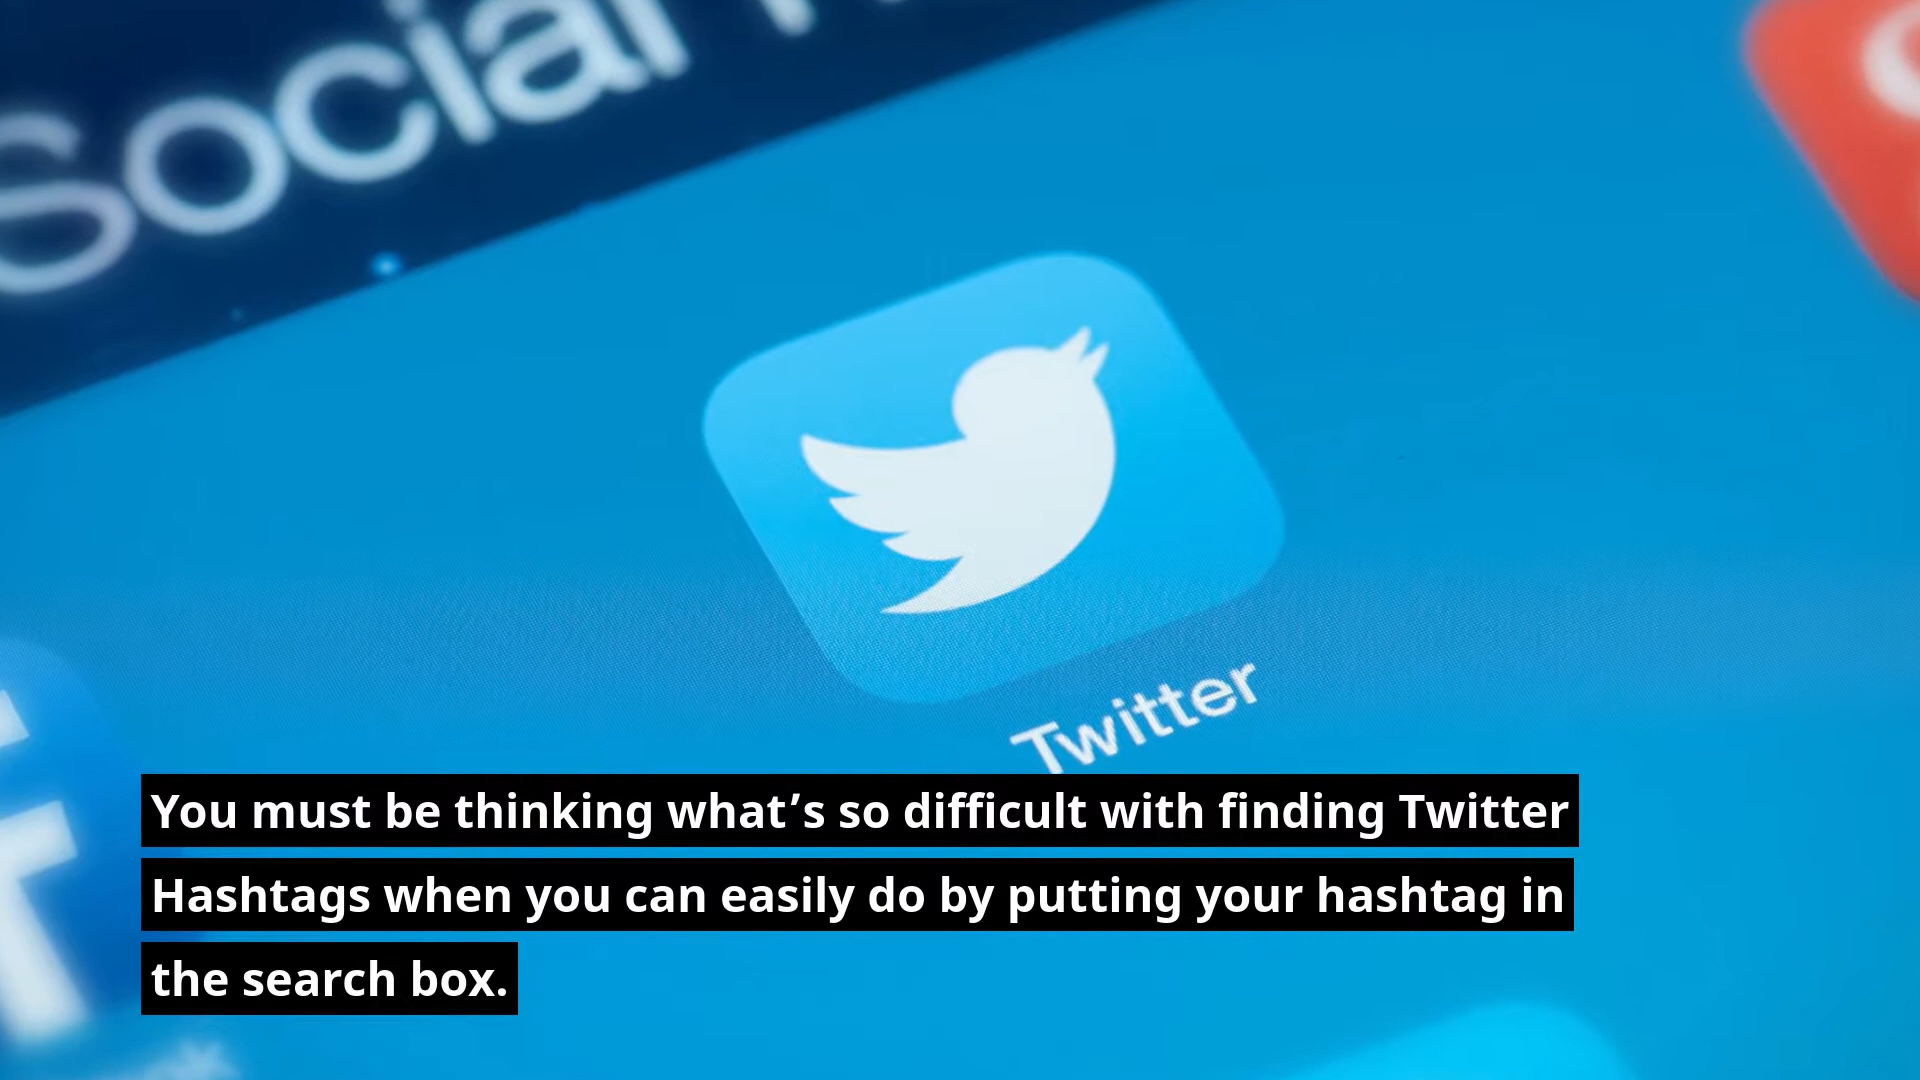 Social
Twitter
You must be thinking what’s so difficult with finding Twitter
Hashtags when you can easily do by putting your hashtag in
the search box.